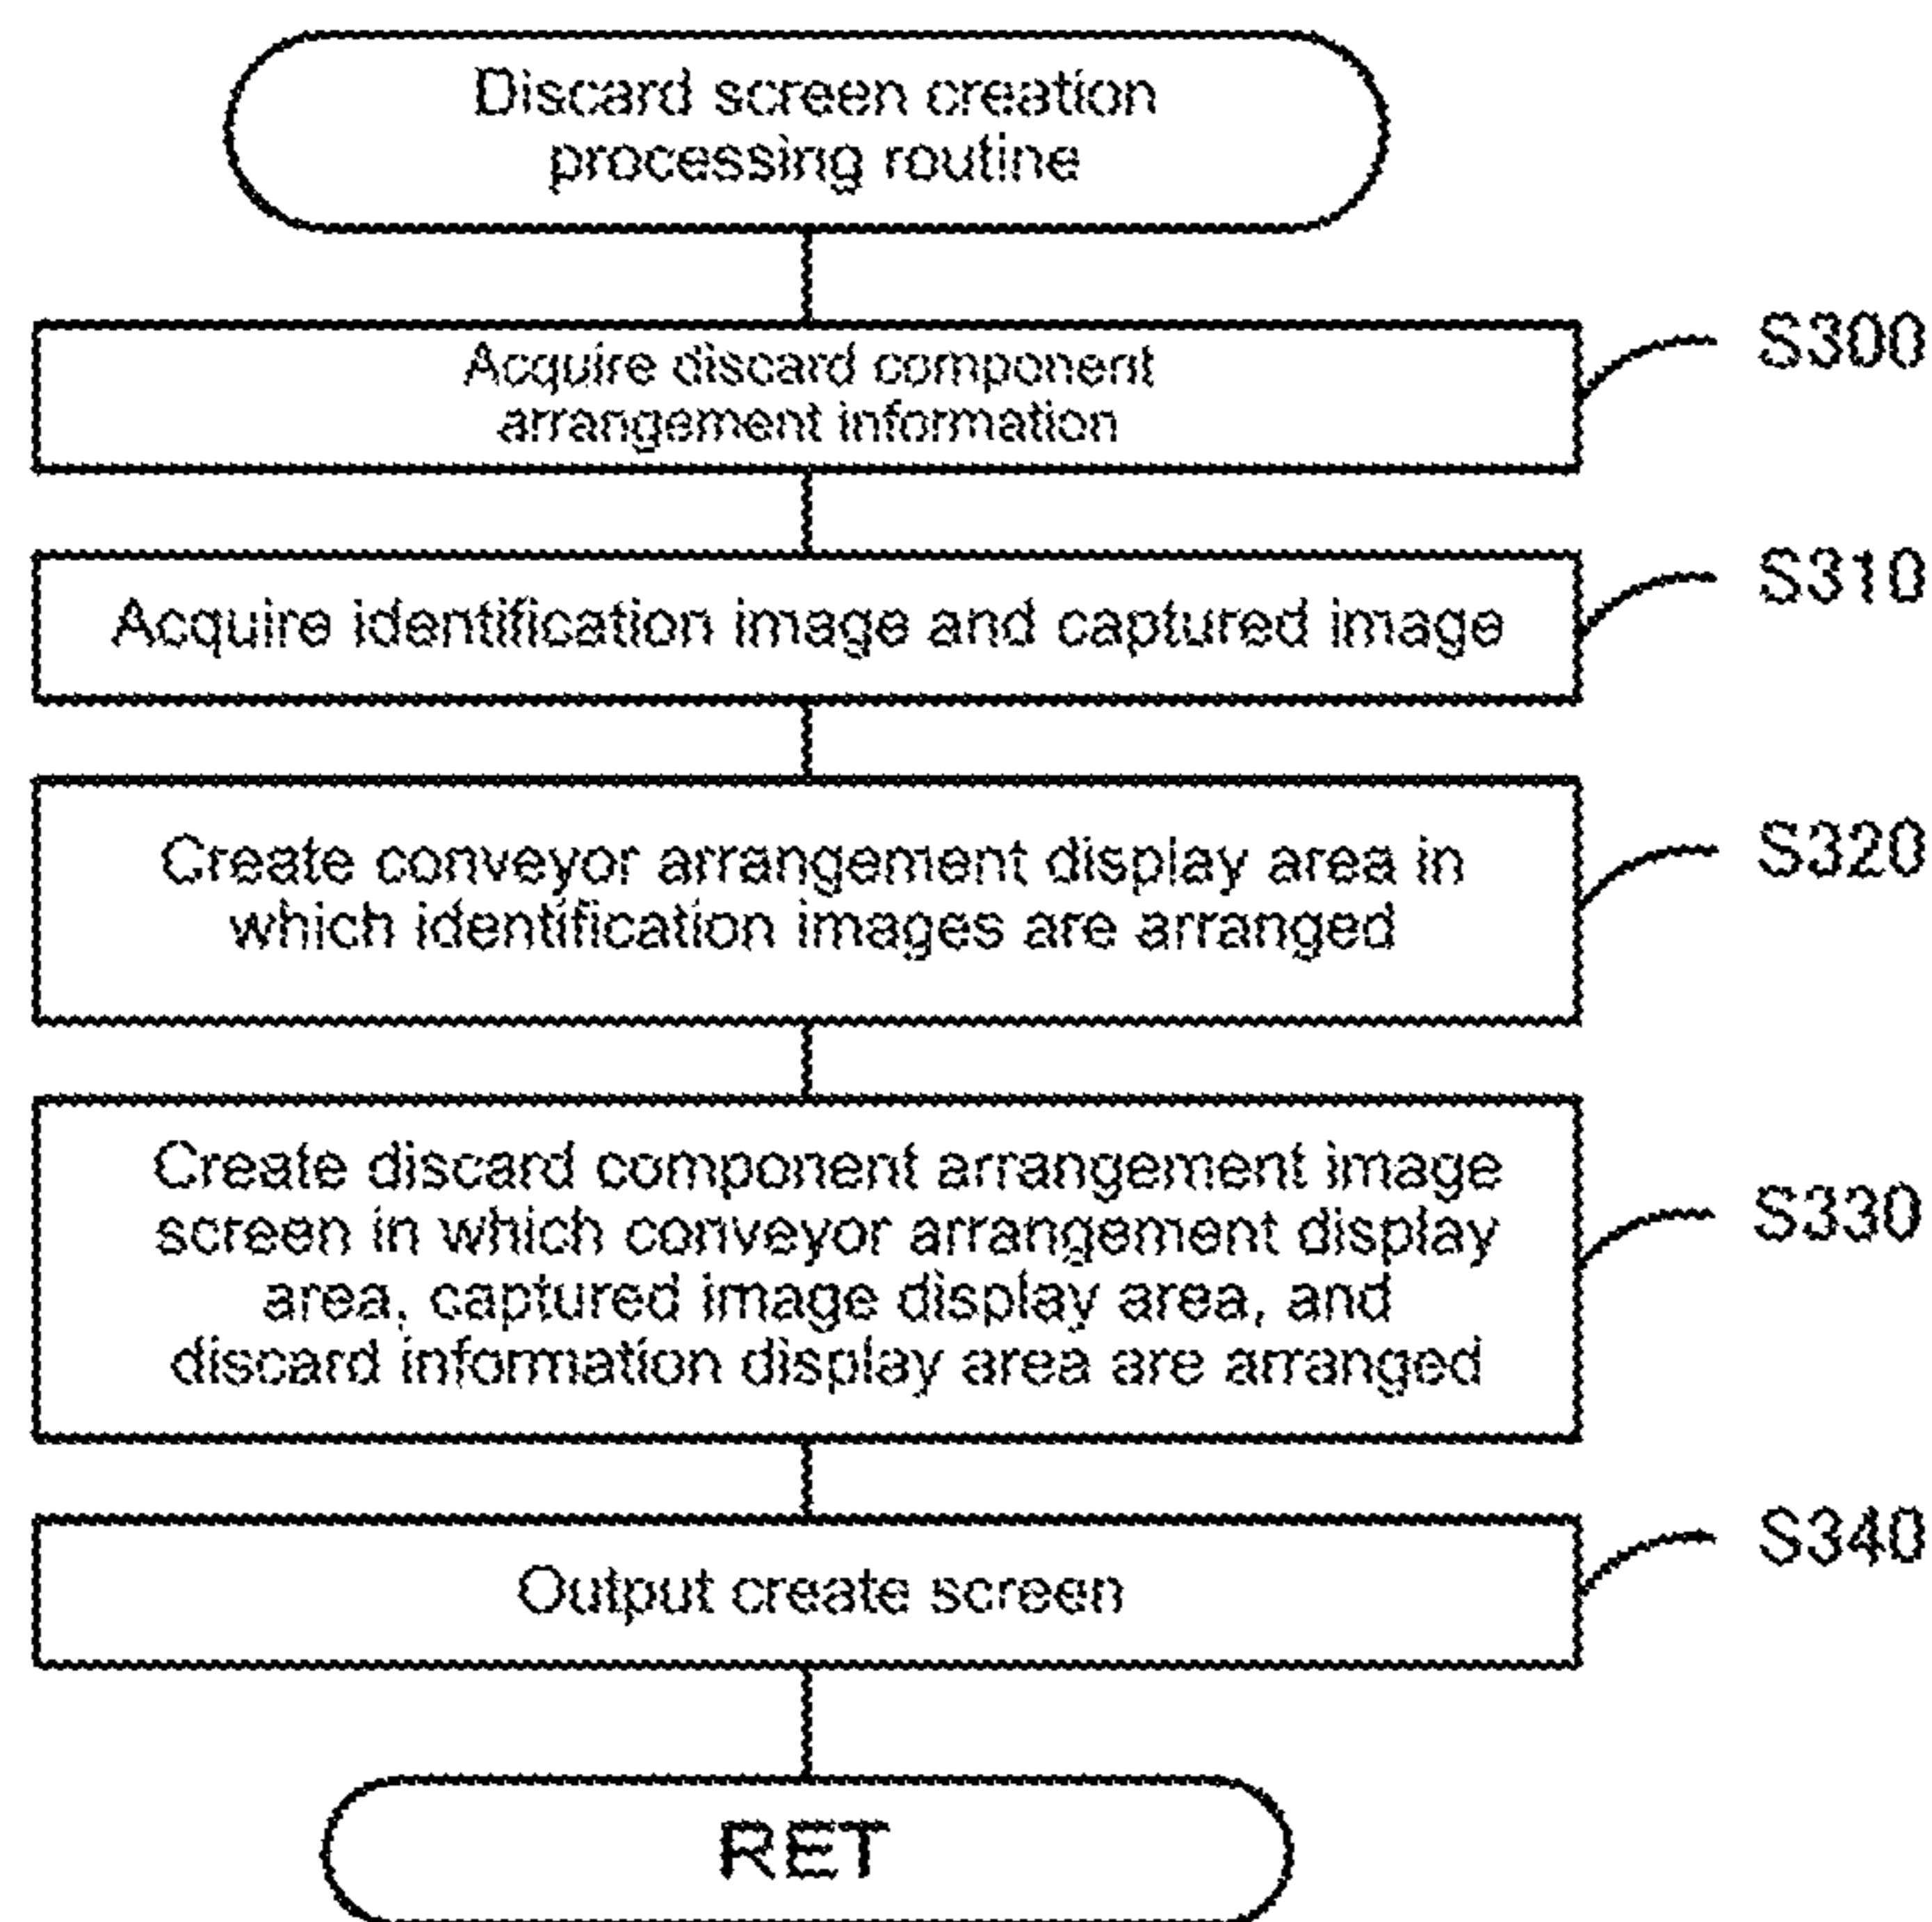 Discard screen creation
processing routine
Acquire discard component
arrangement information
S300
Acquire identification image and captured image
S310
Create conveyor arrangement display area in
which identification images are arranged
S320
Create discard component arrangement image
screen in which conveyor arrangement display
area, captured image display area, and
discard information display area are arranged
S330
Output create screen
S340
RET